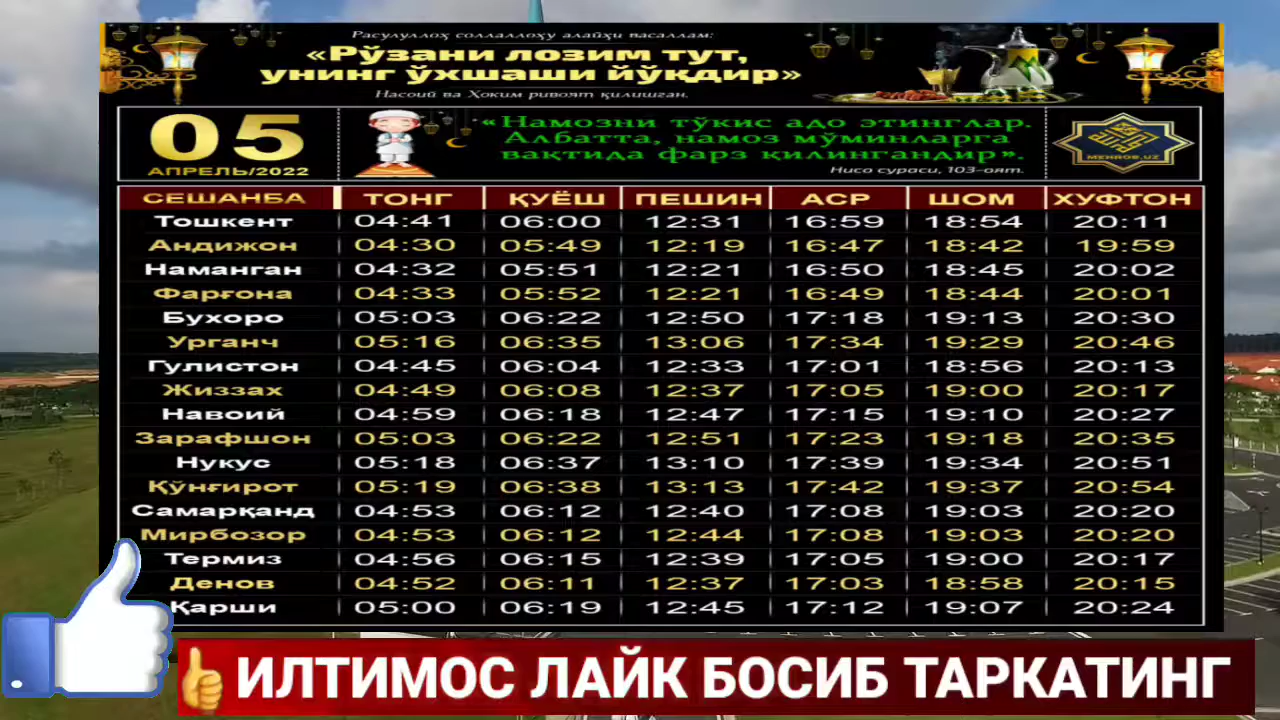 Расулуллоҳ соллаллоҳу алайҳи васаллам:
«Рўзани лозим тут,
унинг ўхшаши йўқдир»
Насоий ва Ҳоким ривоят қилишган.
05
АПРЕЛЬ/2022
«Намозни тўкис адо этинглар.
Албатта, намоз мўминларга
вақтида фарз қилингандир».
Нисо сураси, 103-оят.
MEHROB.UZ
СЕШАНБА ТОНГ ҚУЁШ ПЕШИН АСР ШОМ ХУФТОН
Тошкент 04:41 06:00 12:31 16:59 18:54 20:11
Андижон 04:30 05:49 12:19 16:47 18:42 19:59
Наманган 04:32 05:51 12:21 16:50 18:45 20:02
Фарғона 04:33 05:52 12:21 16:49 18:44 20:01
Бухоро 05:03 06:22 12:50 17:18 19:13 20:30
Урганч 05:16 06:35 13:06 17:34 19:29 20:46
Гулистон 04:45 06:04 12:33 17:01 18:56 20:13
Жиззах 04:49 06:08 12:37 17:05 19:00 20:17
Навоий 04:59 06:18 12:47 17:15 19:10 20:27
Зарафшон 05:03 06:22 12:51 17:23 19:18 20:35
Нукус 05:18 06:37 13:10 17:39 19:34 20:51
Қўнғирот 05:19 06:38 13:13 17:42 19:37 20:54
Самарқанд 04:53 06:12 12:40 17:08 19:03 20:20
Мирбозор 04:53 06:12 12:44 17:08 19:03 20:20
Термиз 04:56 06:15 12:39 17:05 19:00 20:17
Денов 04:52 06:11 12:37 17:03 18:58 20:15
Қарши 05:00 06:19 12:45 17:12 19:07 20:24
ИЛТИМОС ЛАЙК БОСИБ ТАРКАТИНГ